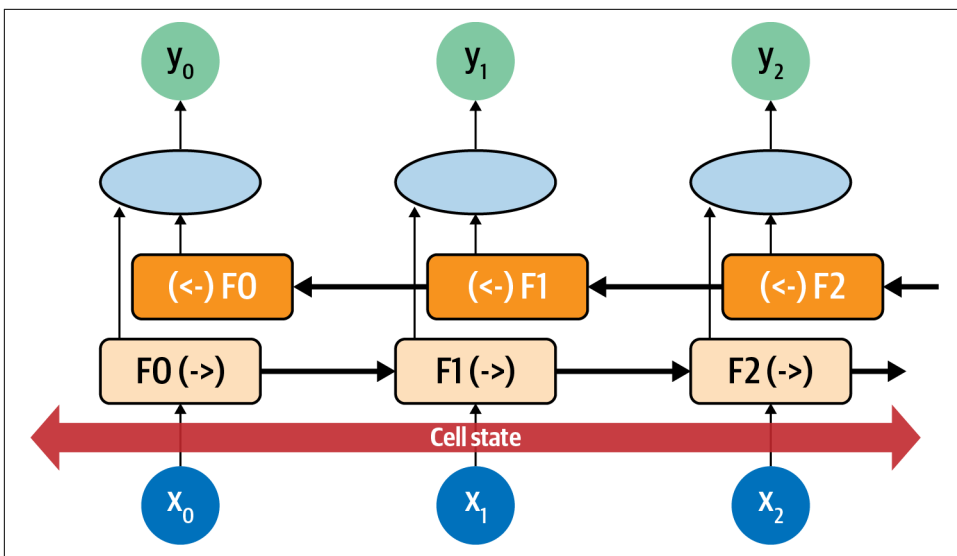 y₀ y₁ y₂
(<-) F0 (<-) F1 (<-) F2
F0 (->) F1 (->) F2 (->)
Cell state
x₀ x₁ x₂